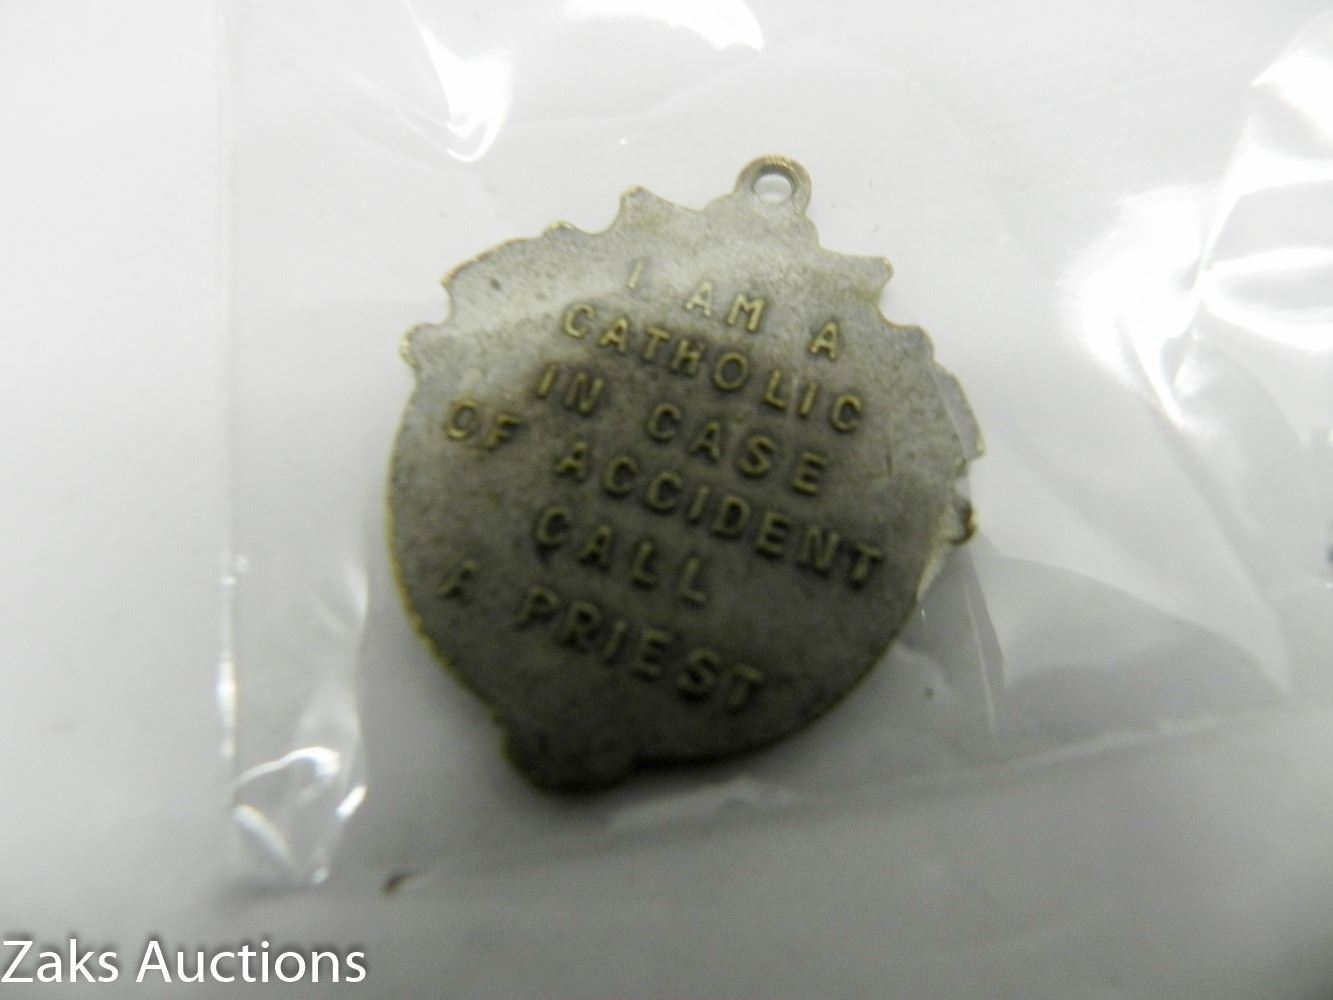 I AM A
CATHOLIC
IN CASE
OF ACCIDENT
CALL
A PRIEST
Zaks Auctions